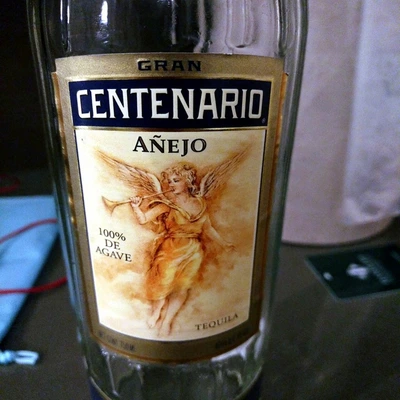 GRAN
CENTENARIO
AÑEJO
100%
DE
AGAVE
TEQUILA